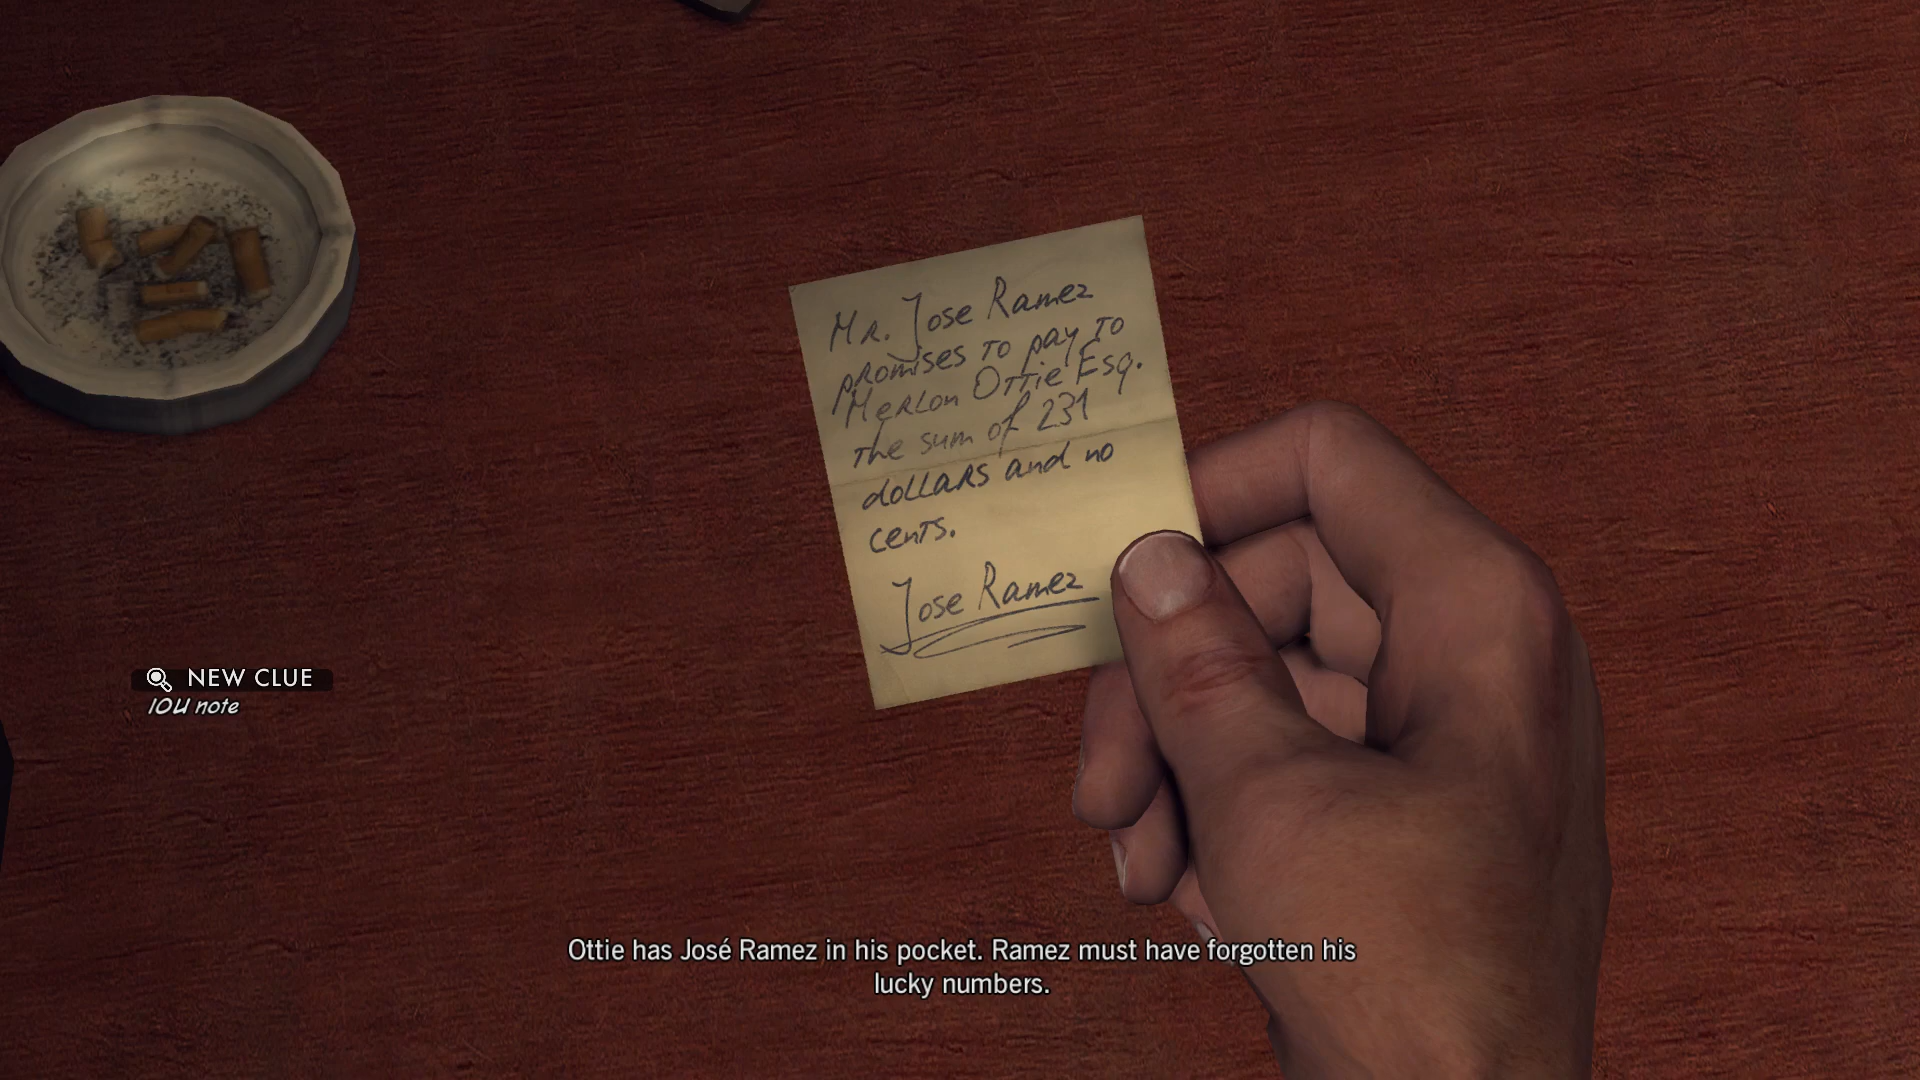 Mr. Jose Ramez
promises to pay to
Merlon Ottie Esq.
the sum of 231
dollars and no
cents.
Jose Ramez
NEW CLUE
IOU note
Ottie has José Ramez in his pocket. Ramez must have forgotten his
lucky numbers.